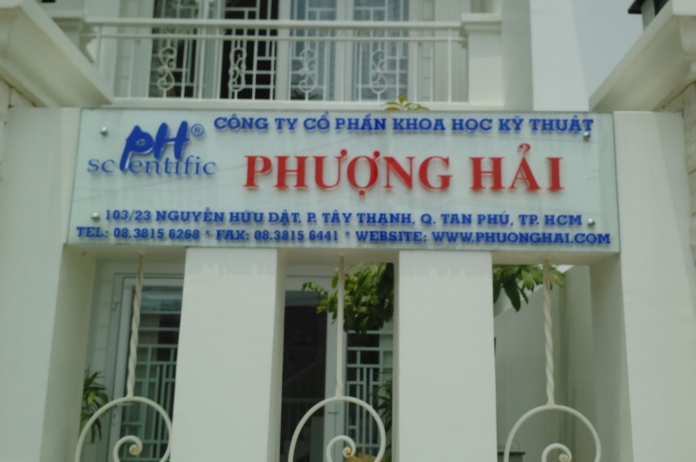 pH®
scientific
CÔNG TY CỔ PHẦN KHOA HỌC KỸ THUẬT
PHƯỢNG HẢI
103/23 NGUYỄN HỮU DẬT, P. TÂY THẠNH, Q. TÂN PHÚ, TP. HCM
TEL: 08.3815 6268 * FAX: 08.3815 6441 * WEBSITE: WWW.PHUONGHAI.COM